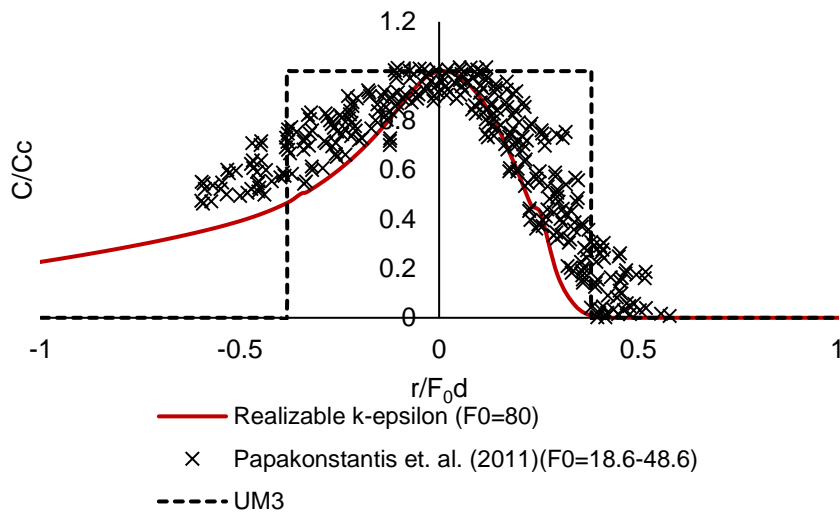 1.2
0.8
0.6
0.4
0.2
0
C/Cc
-1
-0.5
0
0.5
1
r/F₀d
Realizable k-epsilon (F0=80)
Papakonstantis et. al. (2011)(F0=18.6-48.6)
UM3